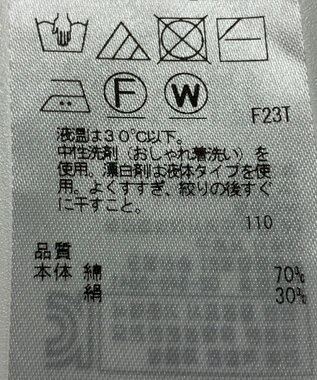 F W
F23T
液温は30℃以下。
中性洗剤（おしゃれ着洗い）を
使用。漂白剤は液体タイプを使
用。よくすすぎ、絞りの後すぐ
に干すこと。
110
品質
本体 綿 70%
絹 30%